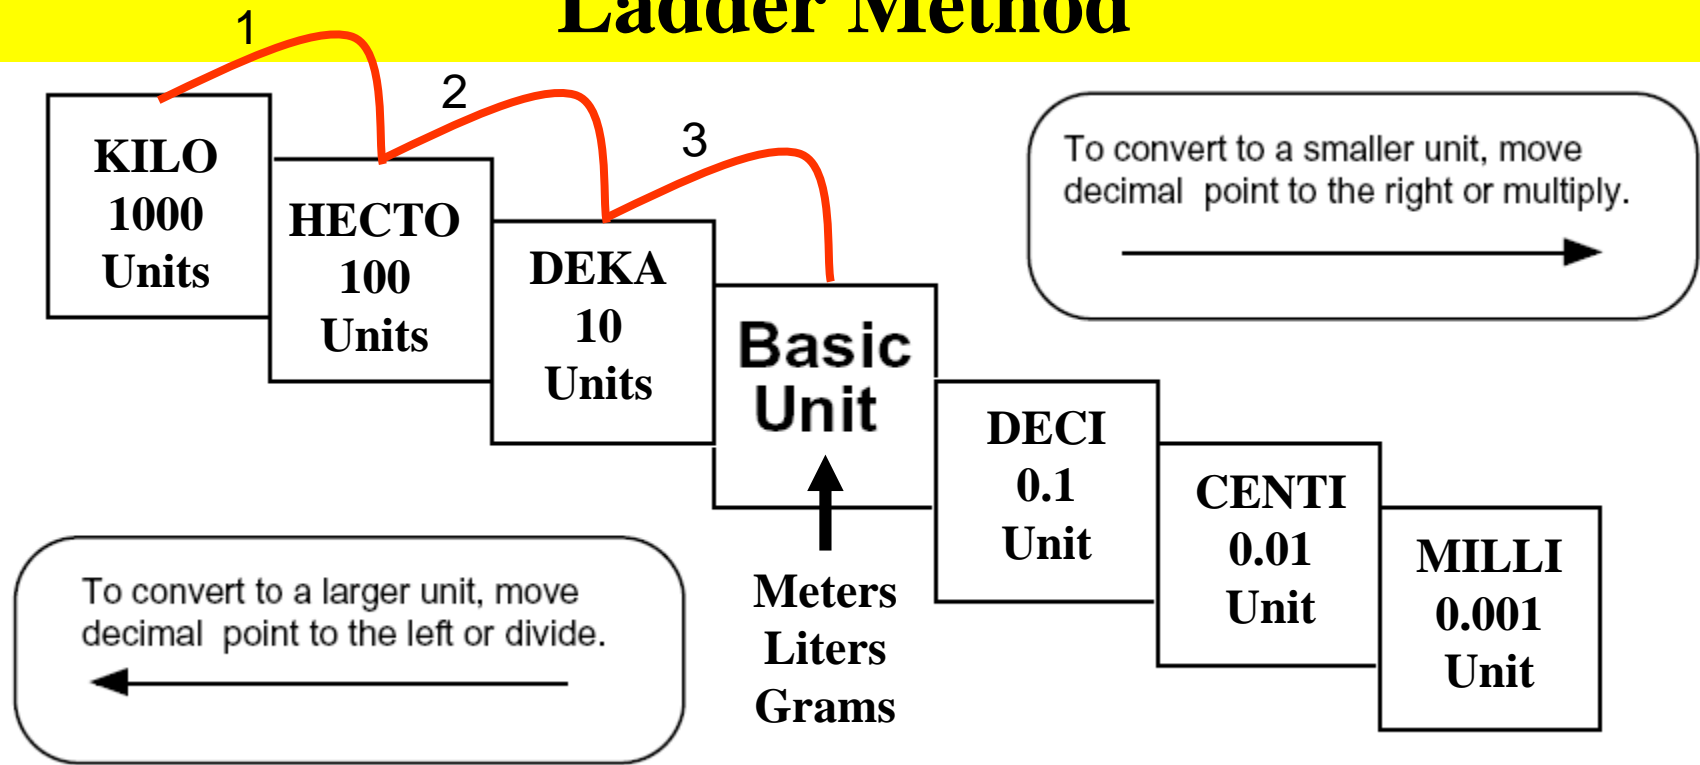 Ladder Method
1
2
3
KILO
1000
Units
HECTO
100
Units
DEKA
10
Units
Basic
Unit
Meters
Liters
Grams
DECI
0.1
Unit
CENTI
0.01
Unit
MILLI
0.001
Unit
To convert to a smaller unit, move
decimal point to the right or multiply.
To convert to a larger unit, move
decimal point to the left or divide.